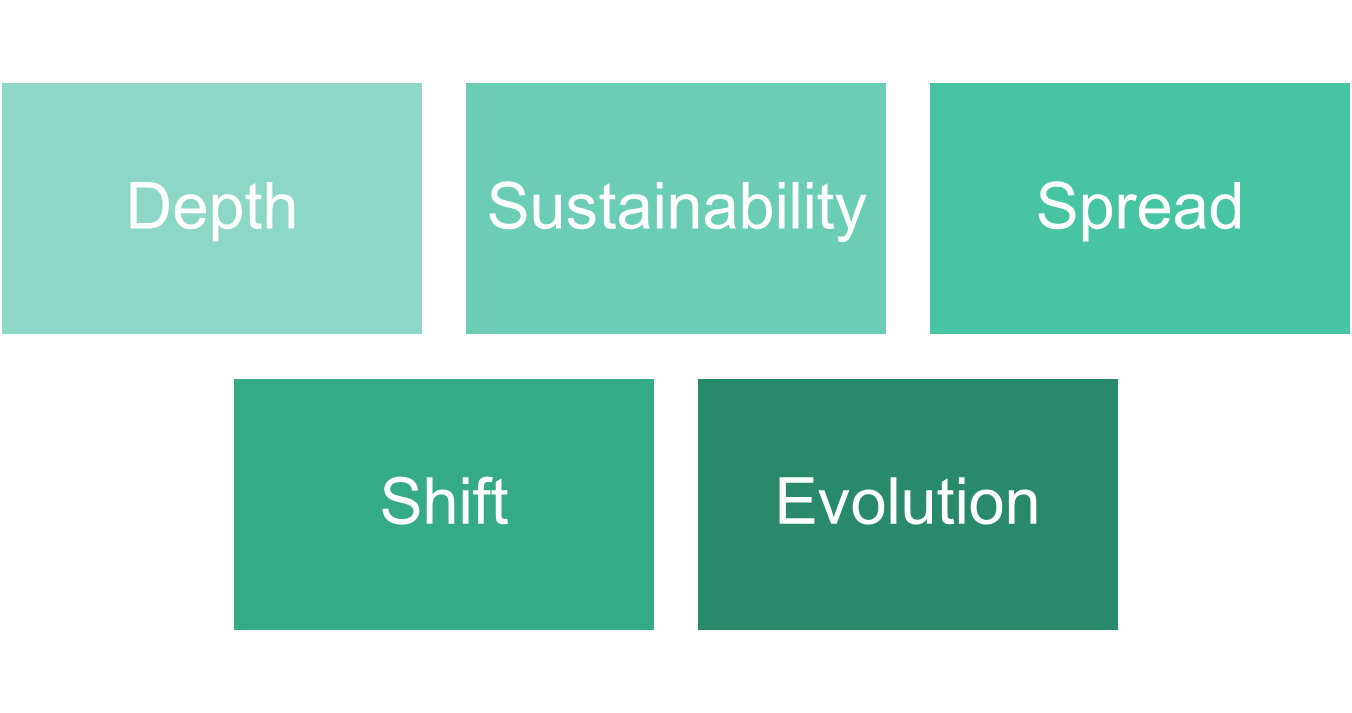 Depth
Sustainability
Spread
Shift
Evolution